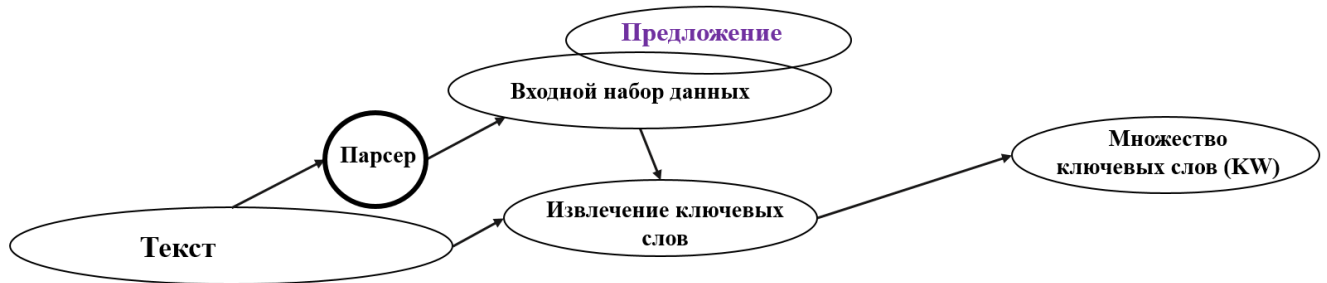 Предложение
Входной набор данных
Парсер
Множество
ключевых слов (KW)
Извлечение ключевых
слов
Текст